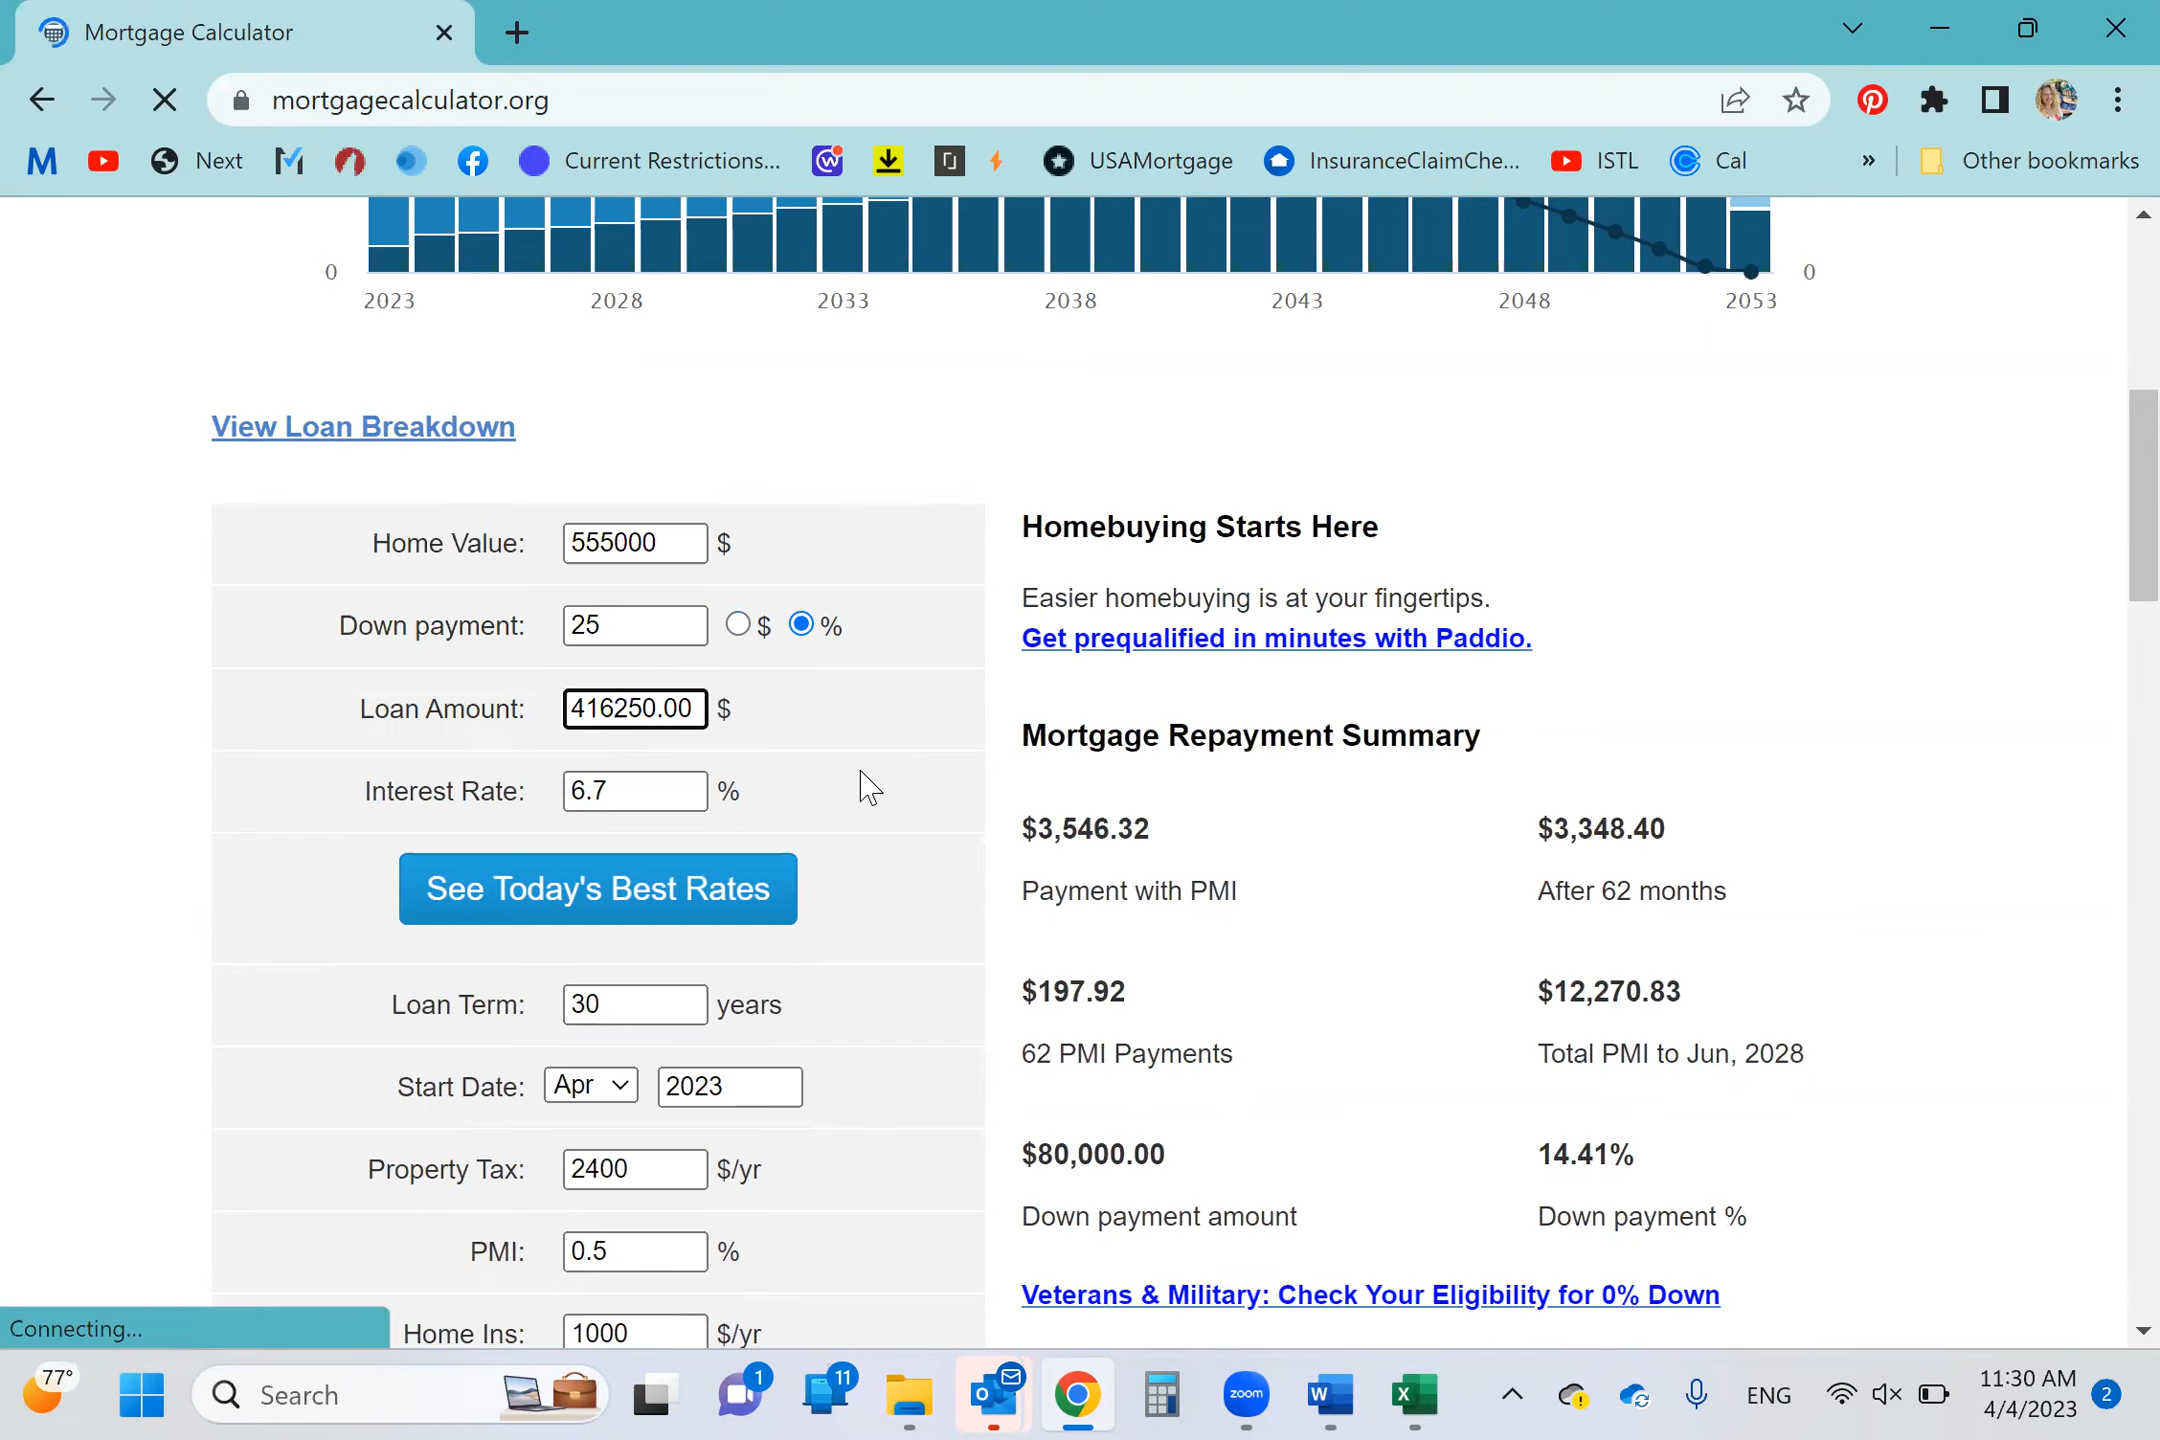 Mortgage Calculator
mortgagecalculator.org
Next
Current Restrictions...
USAMortgage
InsuranceClaimChe...
ISTL
Cal
»
Other bookmarks
0
0
2023 2028 2033 2038 2043 2048 2053
View Loan Breakdown
Home Value: 555000 $
Down payment: 25 $ %
Loan Amount: 416250.00 $
Interest Rate: 6.7 %
See Today's Best Rates
Loan Term: 30 years
Start Date: Apr 2023
Property Tax: 2400 $/yr
PMI: 0.5 %
Home Ins: 1000 $/yr
Homebuying Starts Here
Easier homebuying is at your fingertips.
Get prequalified in minutes with Paddio.
Mortgage Repayment Summary
$3,546.32 $3,348.40
Payment with PMI After 62 months
$197.92 $12,270.83
62 PMI Payments Total PMI to Jun, 2028
$80,000.00 14.41%
Down payment amount Down payment %
Veterans & Military: Check Your Eligibility for 0% Down
Connecting...
77°
Search
1
11
zoom
ENG
11:30 AM
4/4/2023
2